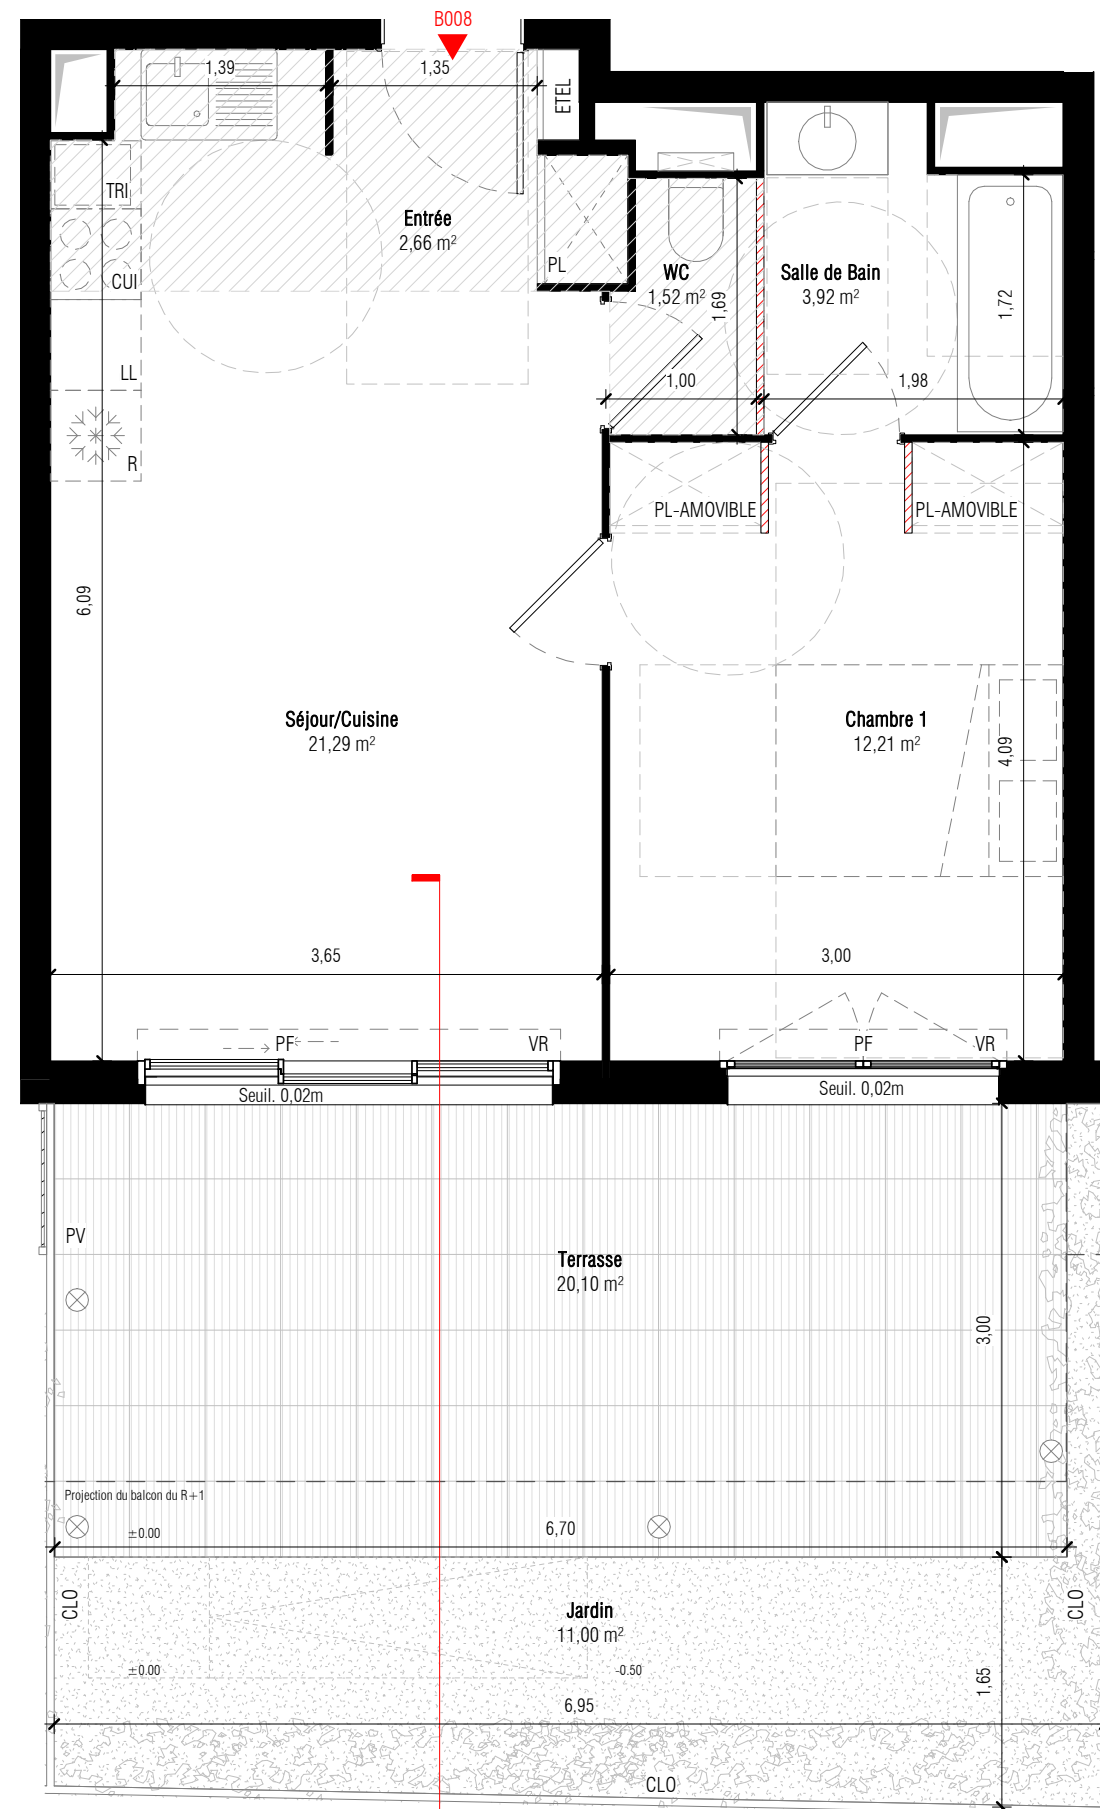 B008
1,39
1,35
ETEL
TRI
Entrée
2,66 m²
PL
CUI
WC
1,52 m²
1,69
Salle de Bain
3,92 m²
1,72
LL
1,00
1,98
R
PL-AMOVIBLE
PL-AMOVIBLE
6,09
Séjour/Cuisine
21,29 m²
Chambre 1
12,21 m²
4,09
3,65
3,00
PF
VR
PF
VR
Seuil. 0,02m
Seuil. 0,02m
PV
Terrasse
20,10 m²
3,00
Projection du balcon du R+1
±0.00
6,70
CLO
Jardin
11,00 m²
CLO
±0.00
-0.50
1,65
6,95
CLO